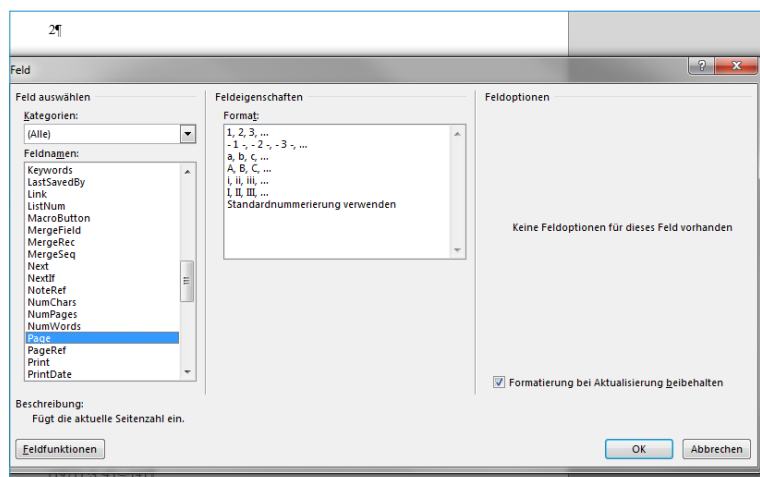 2¶
Feld
Feld auswählen
Kategorien:
(Alle)
Feldnamen:
Keywords
LastSavedBy
Link
ListNum
MacroButton
MergeField
MergeRec
MergeSeq
Next
NextIf
NoteRef
NumChars
NumPages
NumWords
Page
PageRef
Print
PrintDate
Feldeigenschaften
Format:
1, 2, 3, ...
- 1 -, - 2 -, - 3 -, ...
a, b, c, ...
A, B, C, ...
i, ii, iii, ...
I, II, III, ...
Standardnummerierung verwenden
Feldoptionen
Keine Feldoptionen für dieses Feld vorhanden
Formatierung bei Aktualisierung beibehalten
Beschreibung:
Fügt die aktuelle Seitenzahl ein.
Feldfunktionen
OK
Abbrechen